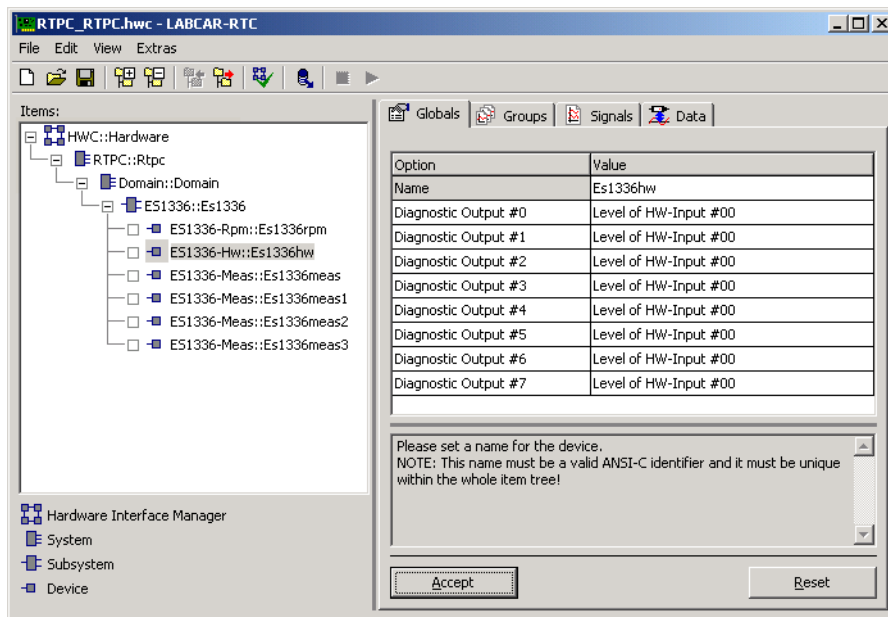 RTPC_RTPC.hwc - LABCAR-RTC
File Edit View Extras
Items:
HWC::Hardware
RTPC::Rtpc
Domain::Domain
ES1336::Es1336
ES1336-Rpm::Es1336rpm
ES1336-Hw::Es1336hw
ES1336-Meas::Es1336meas
ES1336-Meas::Es1336meas1
ES1336-Meas::Es1336meas2
ES1336-Meas::Es1336meas3
Hardware Interface Manager
System
Subsystem
Device
Globals Groups Signals Data
Option Value
Name Es1336hw
Diagnostic Output #0 Level of HW-Input #00
Diagnostic Output #1 Level of HW-Input #00
Diagnostic Output #2 Level of HW-Input #00
Diagnostic Output #3 Level of HW-Input #00
Diagnostic Output #4 Level of HW-Input #00
Diagnostic Output #5 Level of HW-Input #00
Diagnostic Output #6 Level of HW-Input #00
Diagnostic Output #7 Level of HW-Input #00
Please set a name for the device.
NOTE: This name must be a valid ANSI-C identifier and it must be unique
within the whole item tree!
Accept Reset